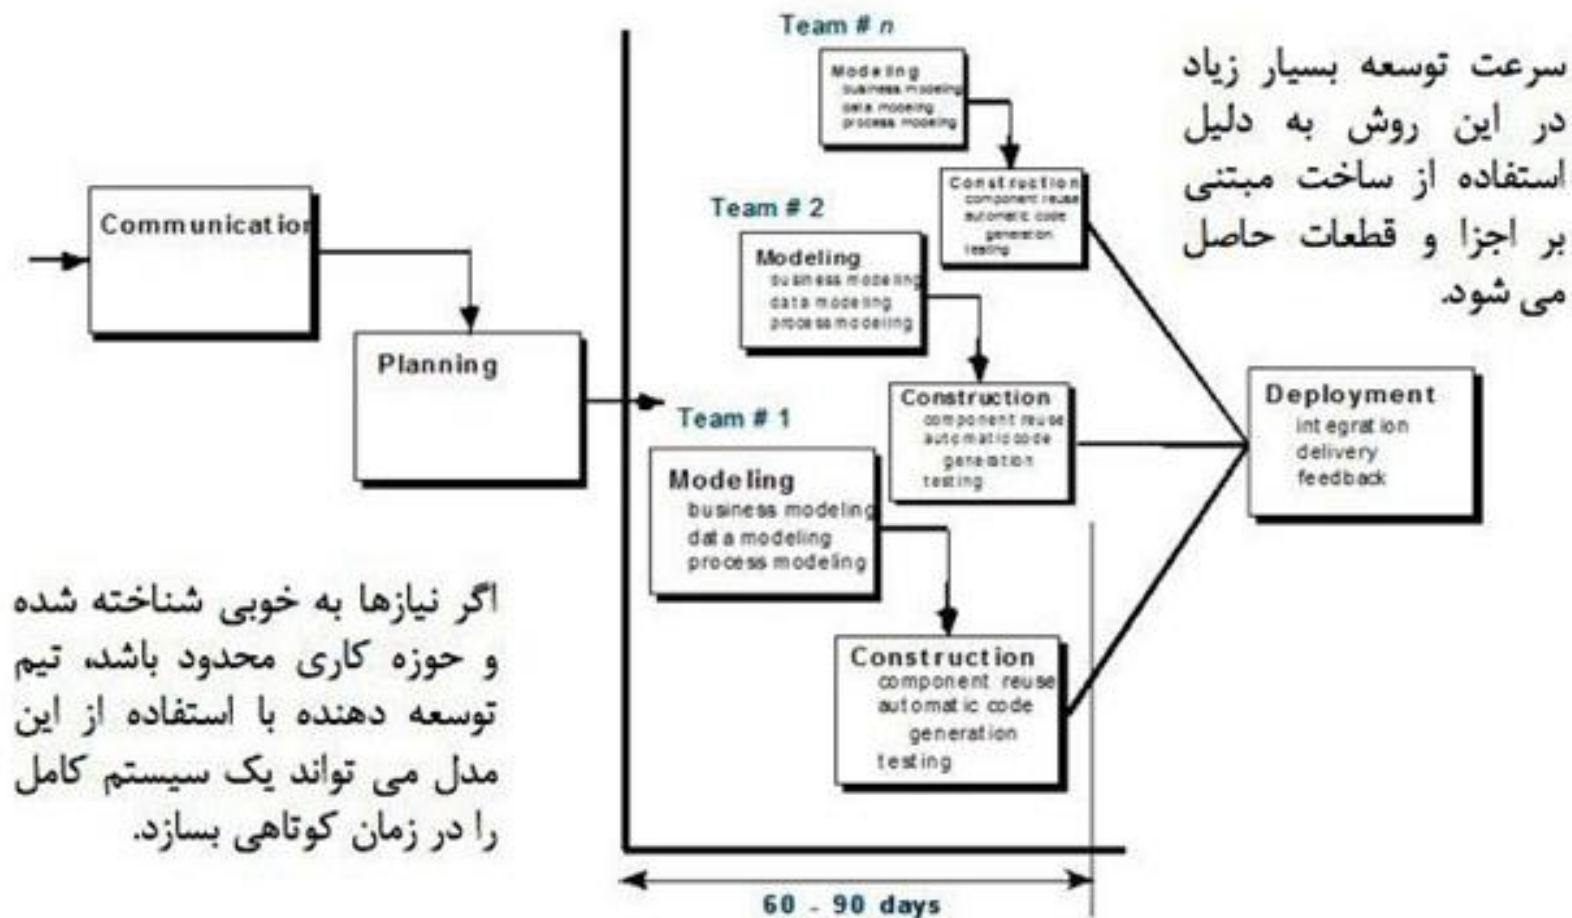 Team # n
Modeling
business modeling
data modeling
process modeling
Construction
component reuse
automatic code
generation
testing
سرعت توسعه بسیار زیاد
در این روش به دلیل
استفاده از ساخت مبتنی
بر اجزا و قطعات حاصل
می شود.
Communication
Planning
Team # 2
Modeling
business modeling
data modeling
process modeling
Construction
component reuse
automatic code
generation
testing
Team # 1
Modeling
business modeling
data modeling
process modeling
Construction
component reuse
automatic code
generation
testing
Deployment
integration
delivery
feedback
اگر نیازها به خوبی شناخته شده
و حوزه کاری محدود باشد، تیم
توسعه دهنده با استفاده از این
مدل می تواند یک سیستم کامل
را در زمان کوتاهی بسازد.
60 - 90 days